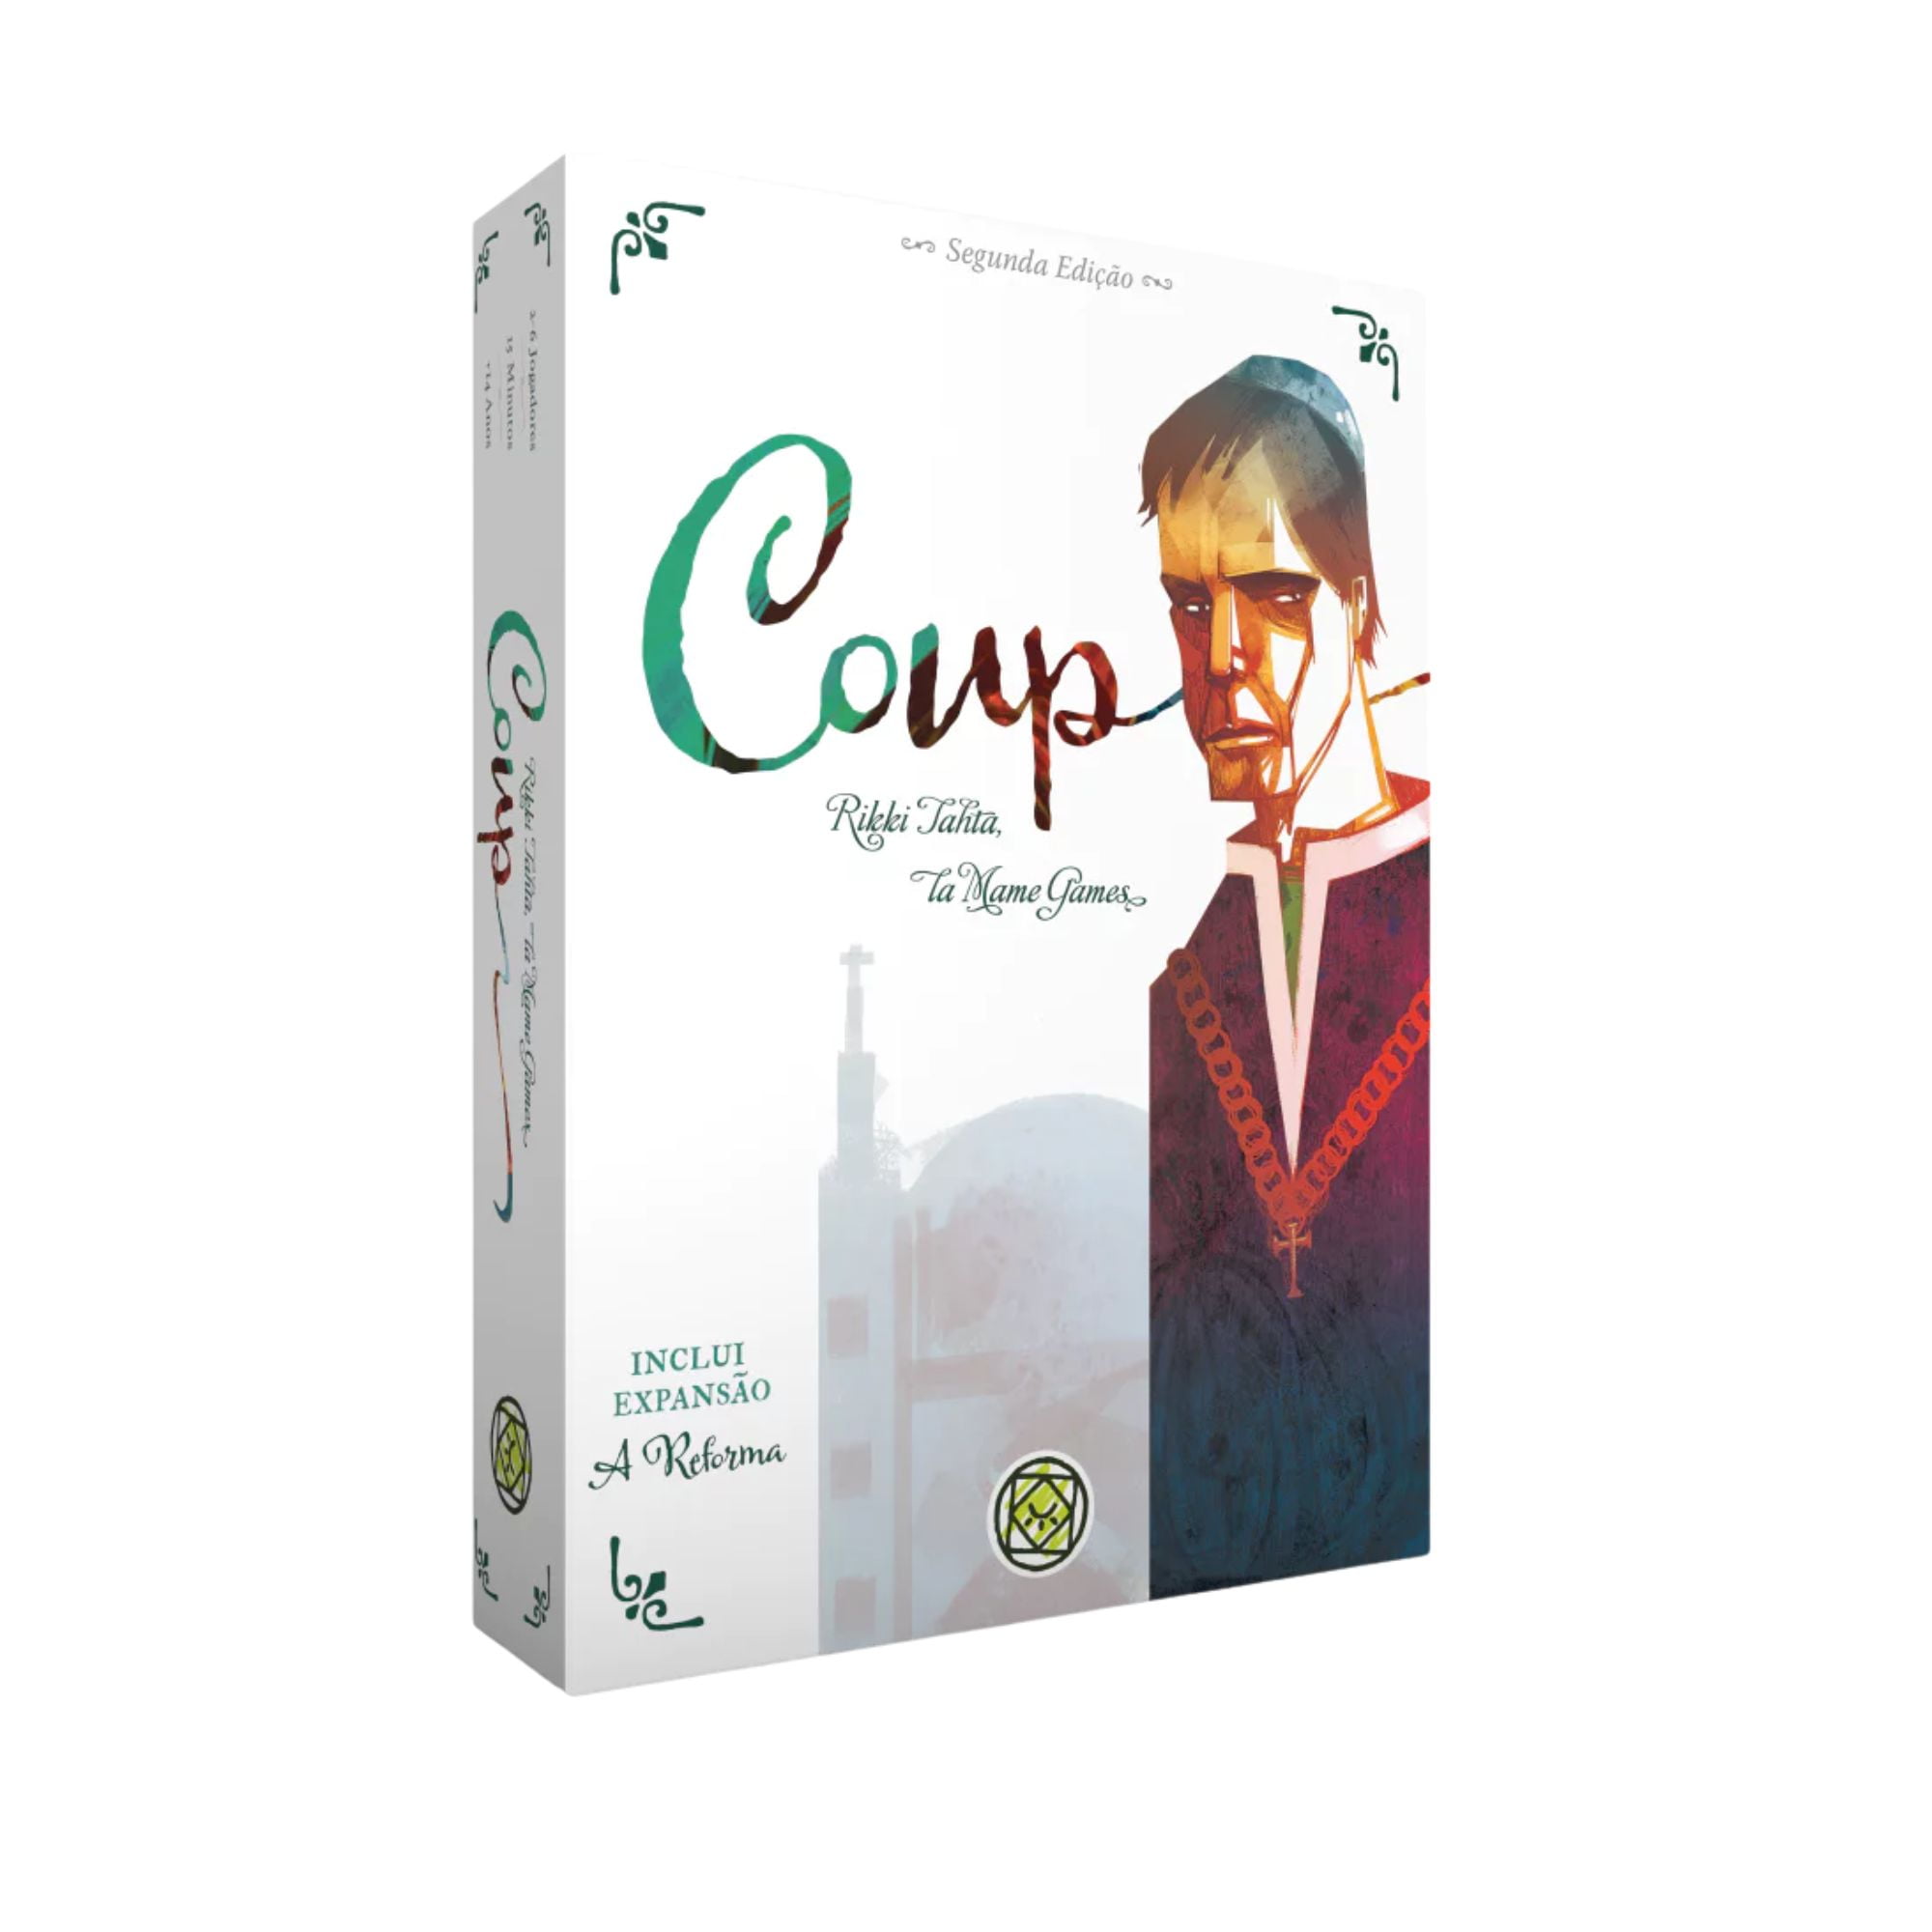 Segunda Edição
Coup
Rikki Tahta,
La Mame Games
INCLUI
EXPANSÃO
A Reforma
2-6 Jogadores
15 Minutos
+14 Anos
Coup
Rikki Tahta, La Mame Games